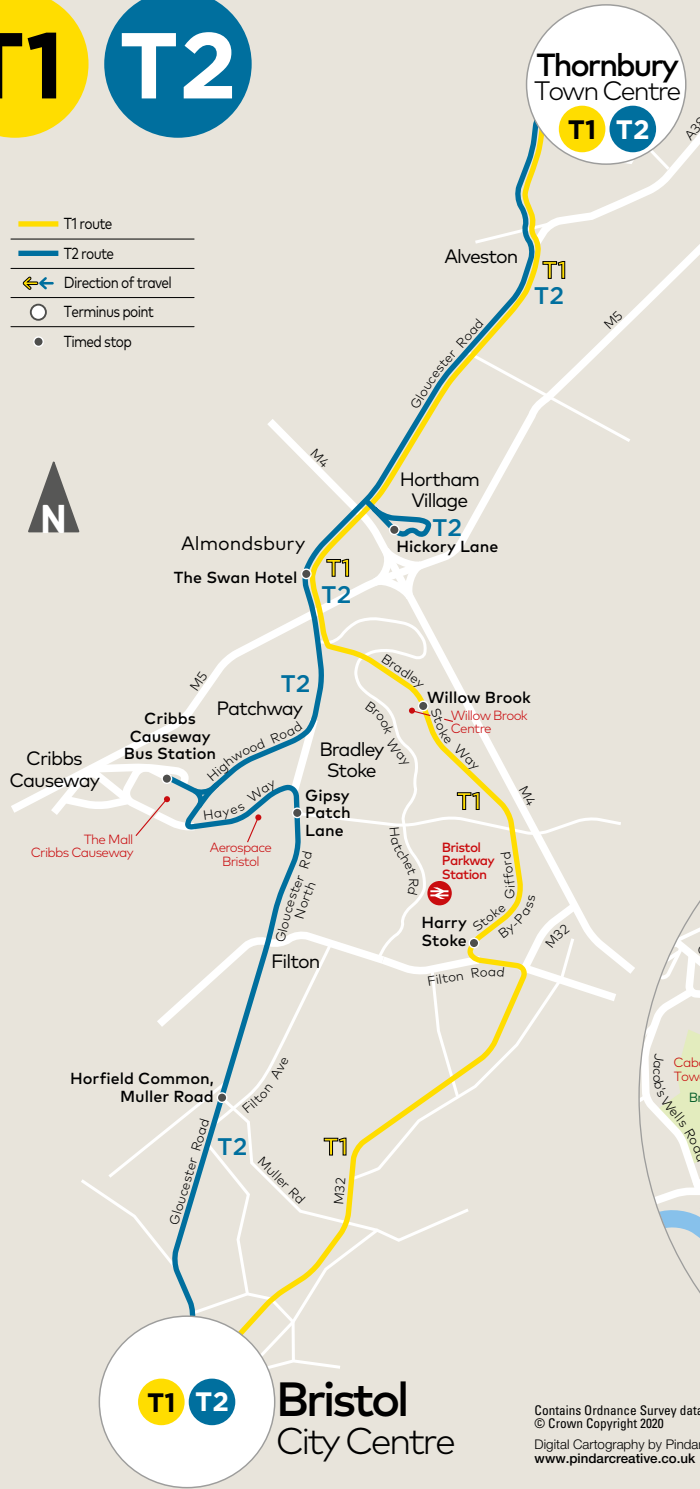 T1 T2
Thornbury
Town Centre
T1 T2
T1 route
T2 route
Direction of travel
Terminus point
Timed stop
A38
Alveston
T1
T2
Gloucester Road
M5
M4
N
Hortham
Village
T2
Hickory Lane
Almondsbury
The Swan Hotel
T1
T2
M5
T2
Patchway
Bradley
Stoke Way
Willow Brook
Willow Brook
Centre
Brook Way
Cribbs
Causeway
Bus Station
Highwood Road
Cribbs
Causeway
Bradley
Stoke
Hayes Way
Gipsy
Patch
Lane
T1
M4
The Mall
Cribbs Causeway
Aerospace
Bristol
Hatchet Rd
Bristol
Parkway
Station
Gloucester Rd
North
Harry
Stoke
Stoke Gifford
By-Pass
M32
Filton
Filton Road
Horfield Common,
Muller Road
Filton Ave
T2
T1
Gloucester Road
Muller Rd
M32
Jacob's Wells Road
T1 T2
Bristol
City Centre
Contains Ordnance Survey data
© Crown Copyright 2020
Digital Cartography by Pindar
www.pindarcreative.co.uk